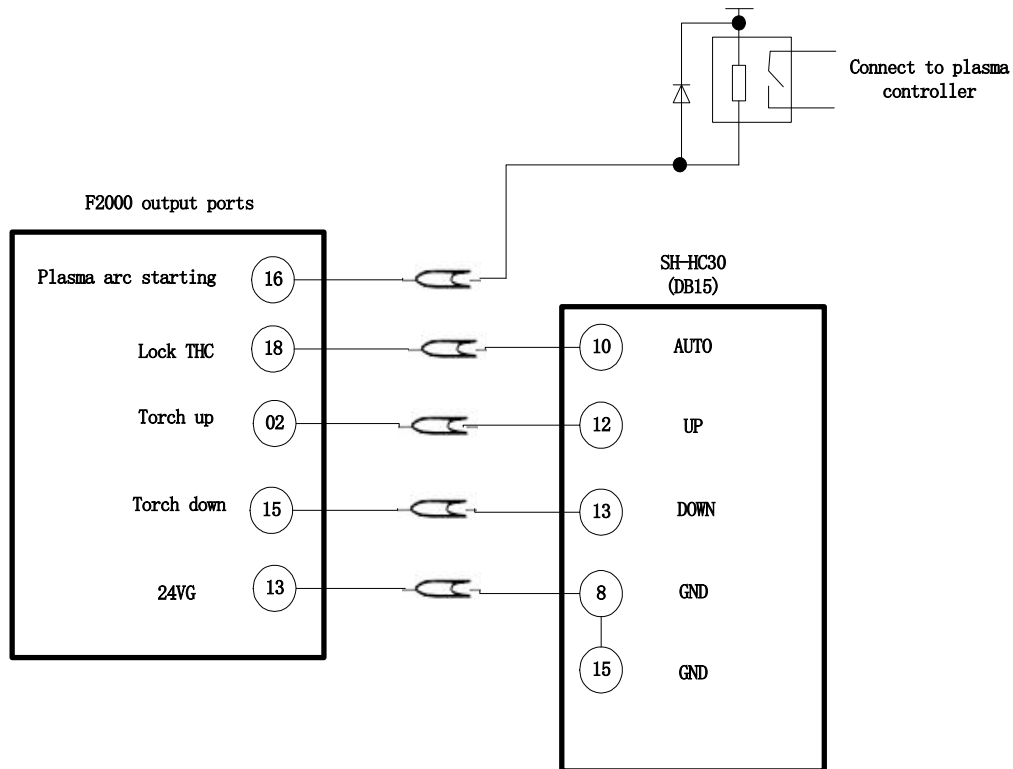 Connect to plasma
controller
F2000 output ports
Plasma arc starting 16
SH-HC30
(DB15)
Lock THC 18
10 AUTO
Torch up 02
12 UP
Torch down 15
13 DOWN
24VG 13
8 GND
15 GND